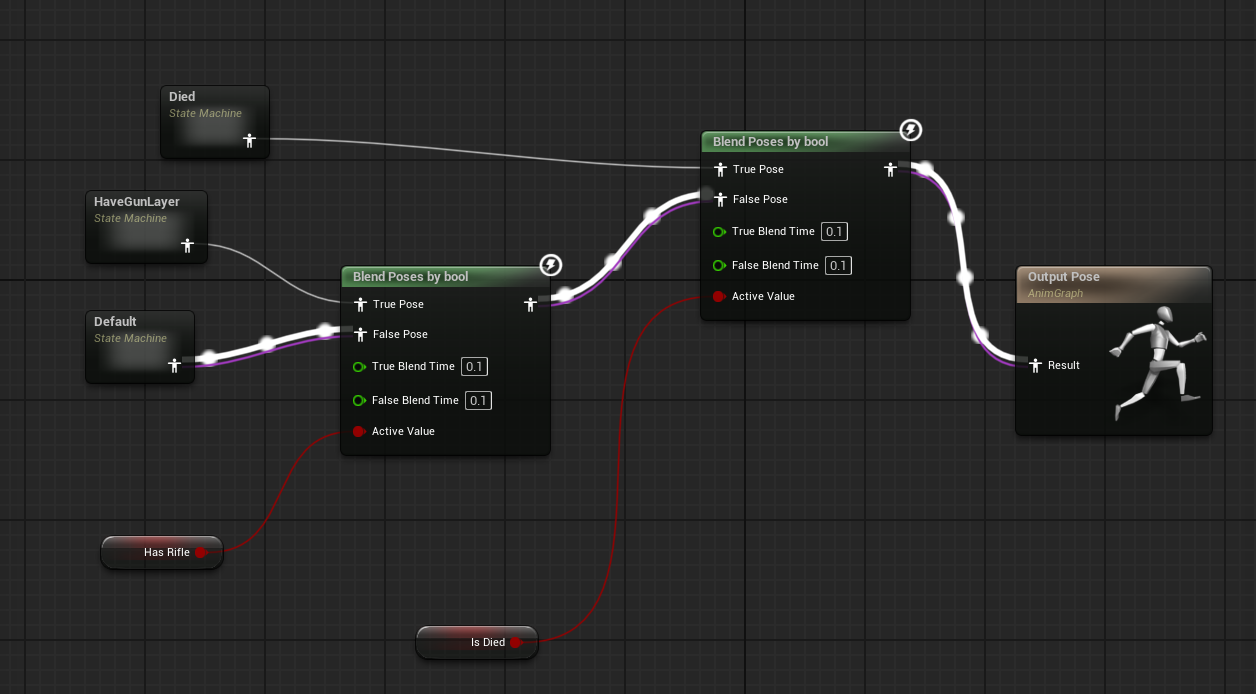 Died
State Machine
HaveGunLayer
State Machine
Default
State Machine
Blend Poses by bool
True Pose
False Pose
True Blend Time 0.1
False Blend Time 0.1
Active Value
Has Rifle
Is Died
Blend Poses by bool
True Pose
False Pose
True Blend Time 0.1
False Blend Time 0.1
Active Value
Output Pose
AnimGraph
Result